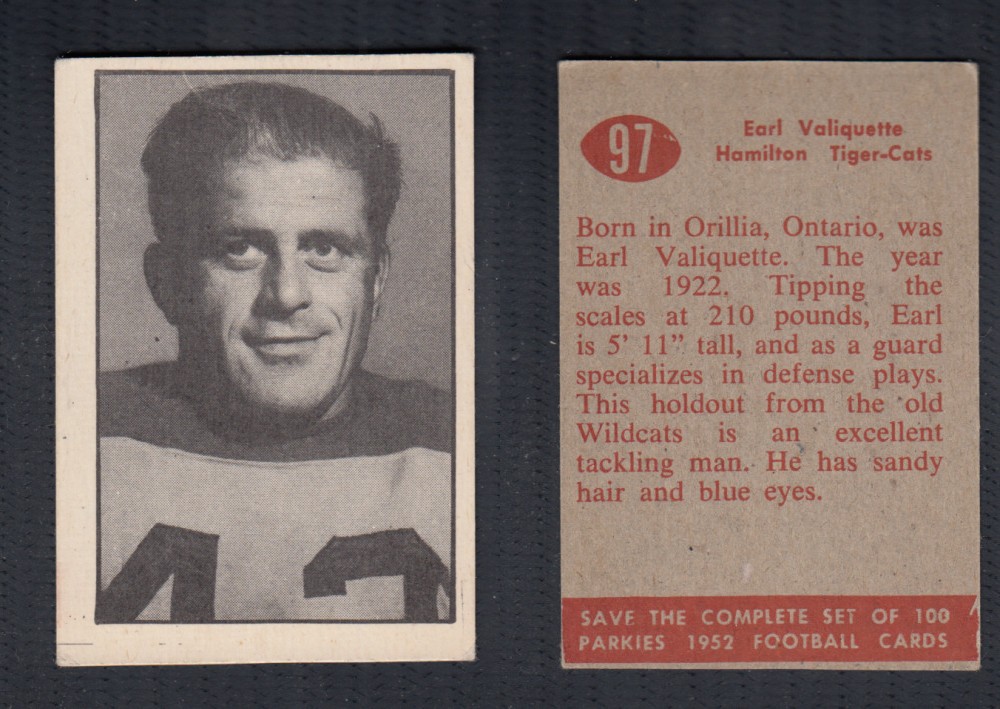 97
Earl Valiquette
Hamilton Tiger-Cats
Born in Orillia, Ontario, was
Earl Valiquette. The year
was 1922. Tipping the
scales at 210 pounds, Earl
is 5' 11” tall, and as a guard
specializes in defense plays.
This holdout from the old
Wildcats is an excellent
tackling man. He has sandy
hair and blue eyes.
SAVE THE COMPLETE SET OF 100
PARKIES 1952 FOOTBALL CARDS